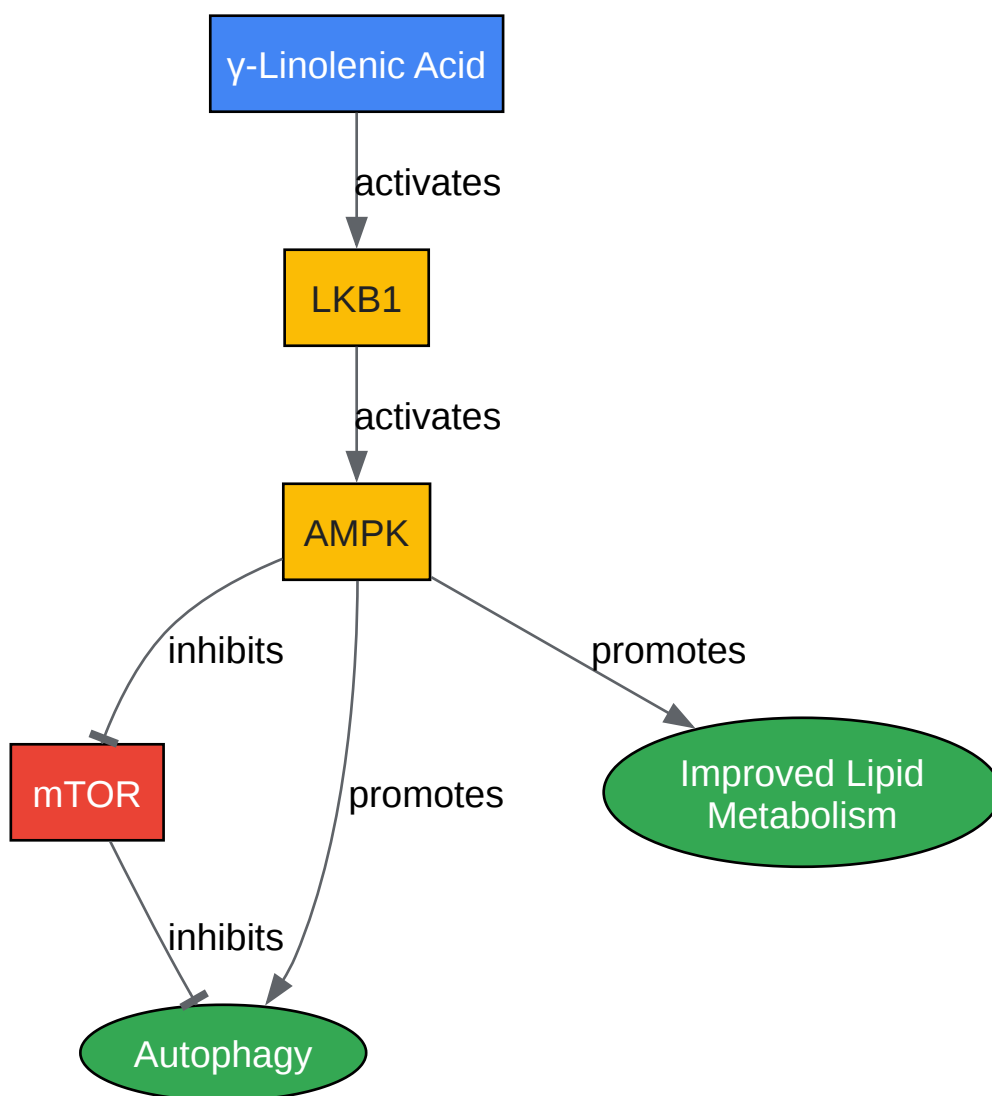 γ-Linolenic Acid
activates
LKB1
activates
AMPK
inhibits
promotes
mTOR
promotes
Improved Lipid
Metabolism
inhibits
Autophagy